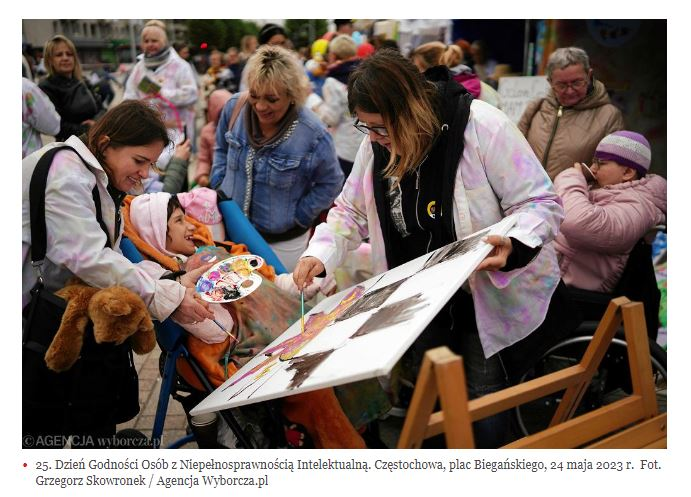 ©AGENCJA wyborcza.pl
• 25. Dzień Godności Osób z Niepełnosprawnością Intelektualną. Częstochowa, plac Biegańskiego, 24 maja 2023 r. Fot.
Grzegorz Skowronek / Agencja Wyborcza.pl